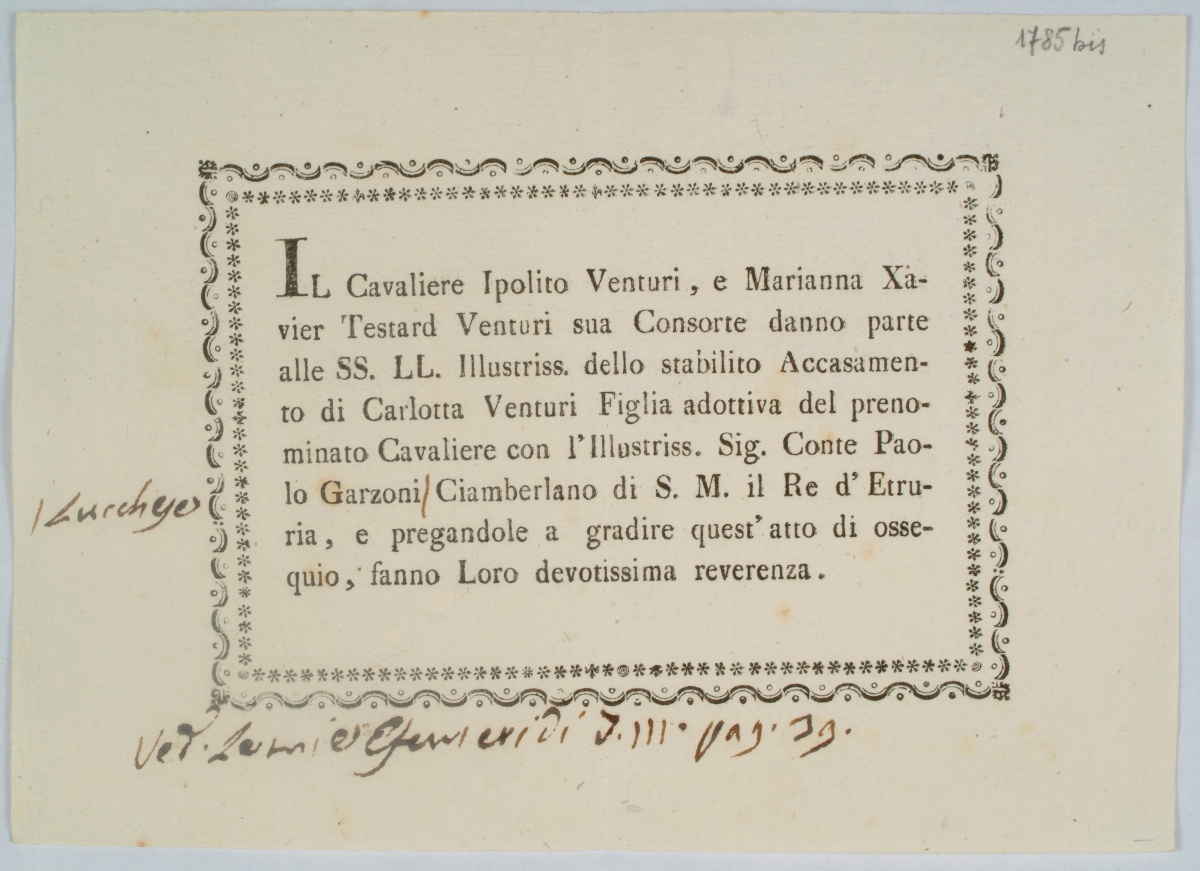 1785 bis
IL Cavaliere Ipolito Venturi, e Marianna Xa-
vier Testard Venturi sua Consorte danno parte
alle SS. LL. Illustriss. dello stabilito Accasamen-
to di Carlotta Venturi Figlia adottiva del preno-
minato Cavaliere con l'Illustriss. Sig. Conte Pao-
lo Garzoni/ Ciamberlano di S. M. il Re d'Etru-
/ Lucchese
ria, e pregandole a gradire quest'atto di osse-
quio, fanno Loro devotissima reverenza.
Ved. le mie Efemeridi T. III. pag. 39.